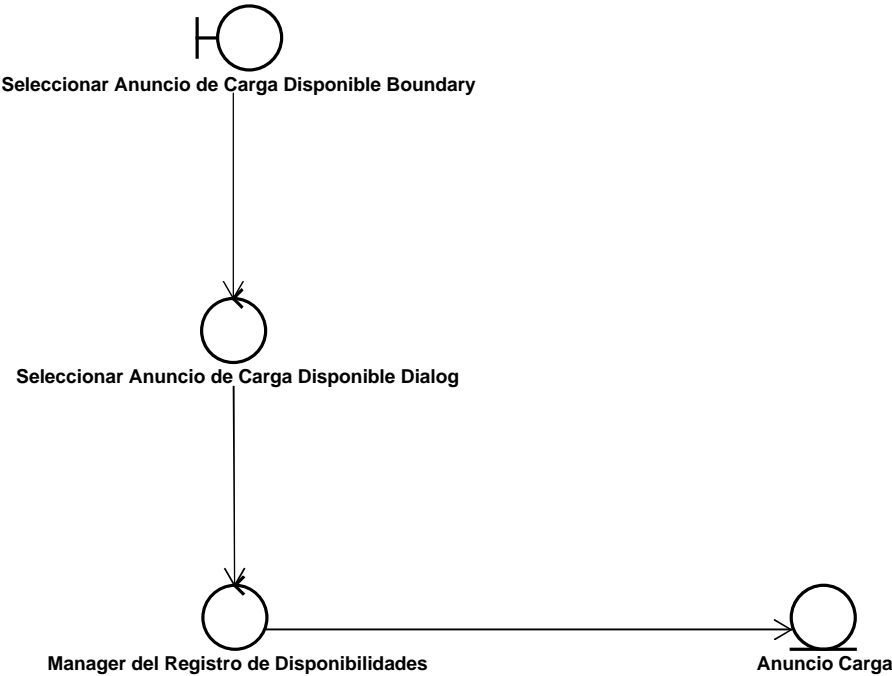 Seleccionar Anuncio de Carga Disponible Boundary
Seleccionar Anuncio de Carga Disponible Dialog
Manager del Registro de Disponibilidades
Anuncio Carga